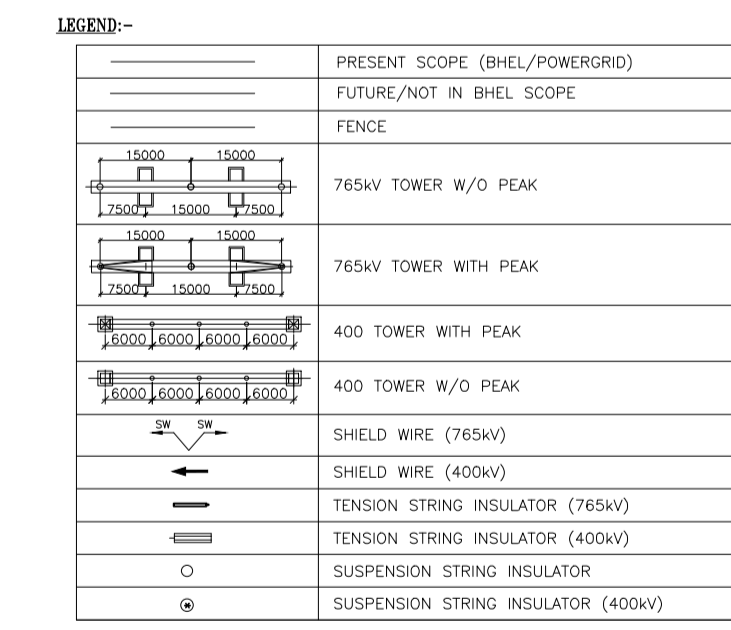 LEGEND:-
PRESENT SCOPE (BHEL/POWERGRID)
FUTURE/NOT IN BHEL SCOPE
FENCE
15000 15000
765kV TOWER W/O PEAK
7500 15000 7500
15000 15000
765kV TOWER WITH PEAK
7500 15000 7500
400 TOWER WITH PEAK
6000 6000 6000 6000
400 TOWER W/O PEAK
6000 6000 6000 6000
SW SW
SHIELD WIRE (765kV)
SHIELD WIRE (400kV)
TENSION STRING INSULATOR (765kV)
TENSION STRING INSULATOR (400kV)
SUSPENSION STRING INSULATOR
SUSPENSION STRING INSULATOR (400kV)